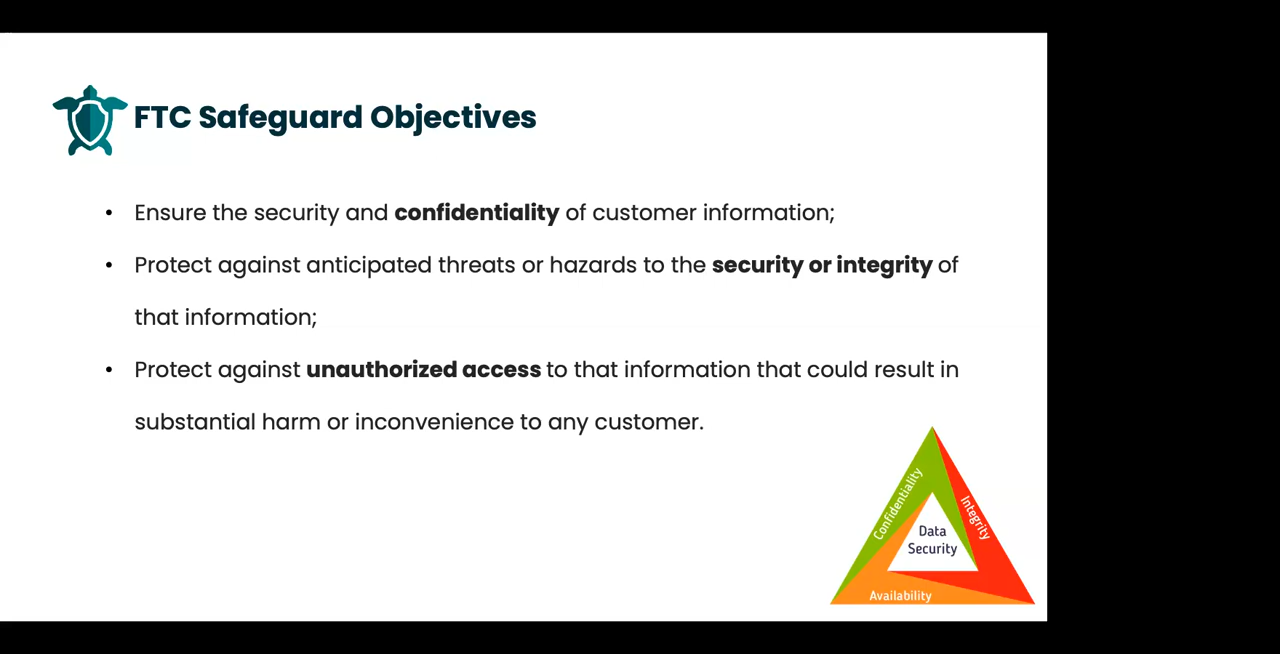 FTC Safeguard Objectives
• Ensure the security and confidentiality of customer information;
• Protect against anticipated threats or hazards to the security or integrity of
that information;
• Protect against unauthorized access to that information that could result in
substantial harm or inconvenience to any customer.
Confidentiality
Integrity
Data
Security
Availability